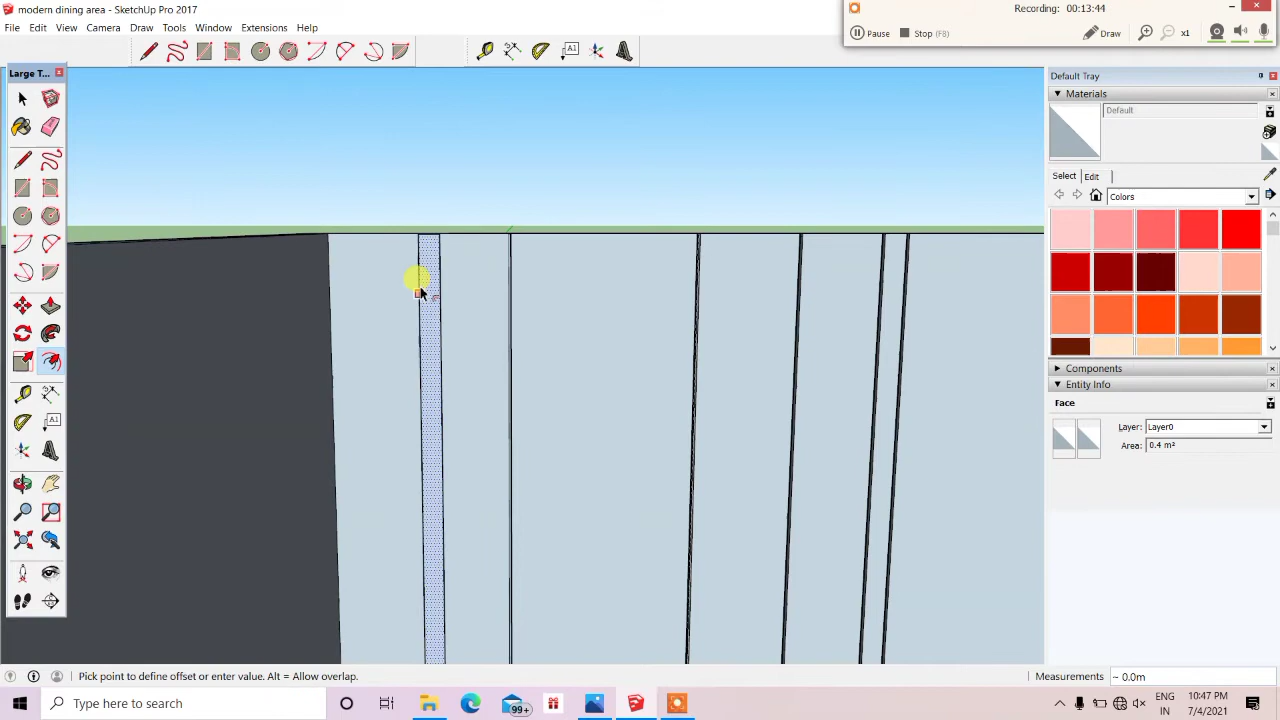 modern dining area - SketchUp Pro 2017
Recording: 00:13:44
File Edit View Camera Draw Tools Window Extensions Help
Pause Stop (F8) Draw x1
Large T...
Default Tray
Materials
Default
Select Edit
Colors
Components
Entity Info
Face
Layer: Layer0
Area: 0.4 m²
A1
A1
Pick point to define offset or enter value. Alt = Allow overlap.
Measurements ~ 0.0m
Type here to search
99+
ENG
IN
10:47 PM
7/4/2021